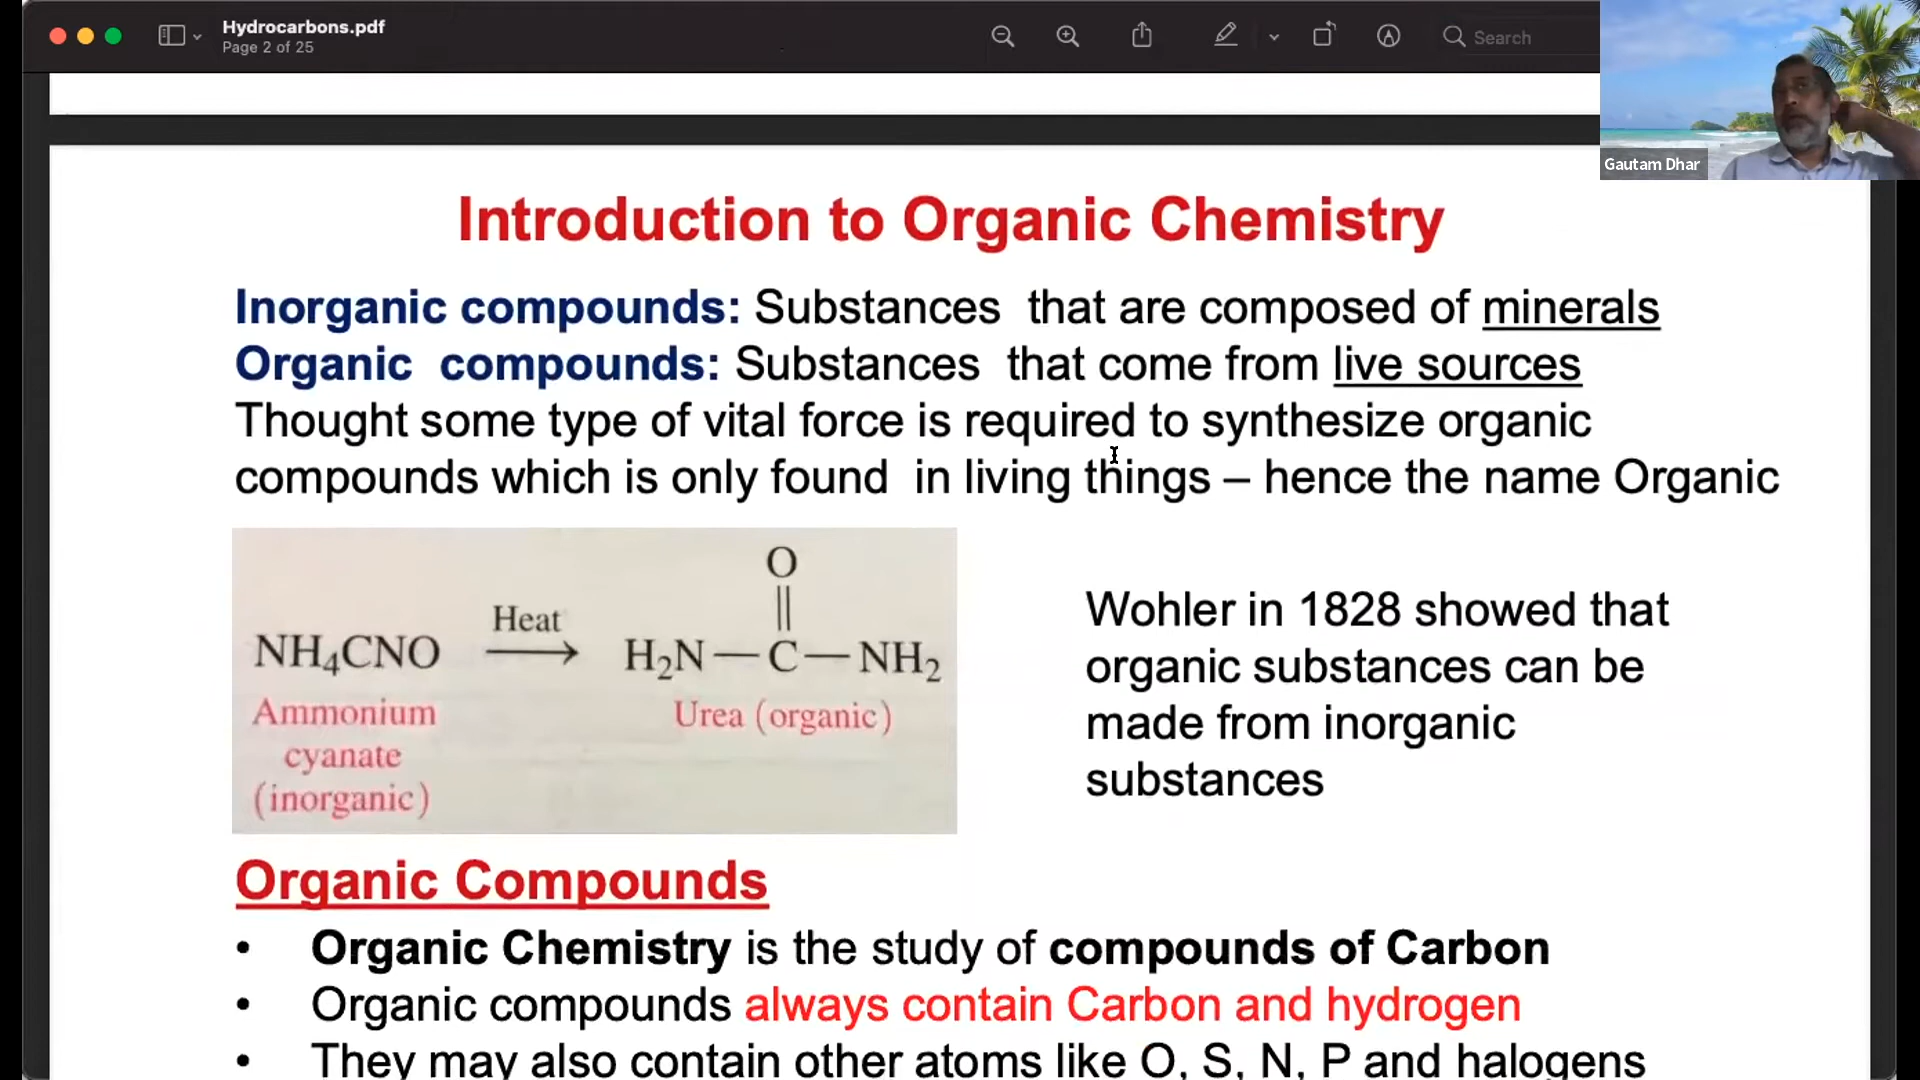 Hydrocarbons.pdf
Page 2 of 25
Search
Gautam Dhar
Introduction to Organic Chemistry
Inorganic compounds: Substances that are composed of minerals
Organic compounds: Substances that come from live sources
Thought some type of vital force is required to synthesize organic
compounds which is only found in living things – hence the name Organic
O
||
NH₄CNO Heat → H₂N—C—NH₂
Ammonium
cyanate
(inorganic)
Urea (organic)
Wohler in 1828 showed that
organic substances can be
made from inorganic
substances
Organic Compounds
• Organic Chemistry is the study of compounds of Carbon
• Organic compounds always contain Carbon and hydrogen
• They may also contain other atoms like O, S, N, P and halogens